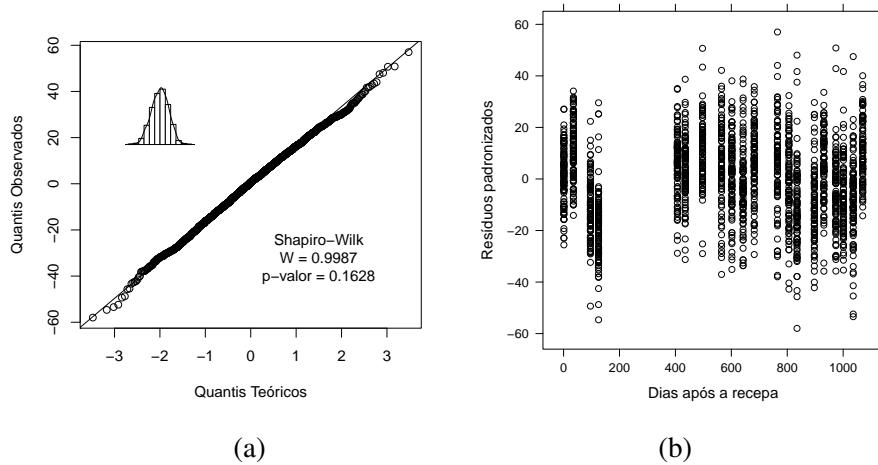 Quantis Observados
60
40
20
0
−20
−40
−60
Shapiro−Wilk
W = 0.9987
p−valor = 0.1628
−3 −2 −1 0 1 2 3
Quantis Teóricos
(a)
Resíduos padronizados
60
40
20
0
−20
−40
−60
0 200 400 600 800 1000
Dias após a recepa
(b)